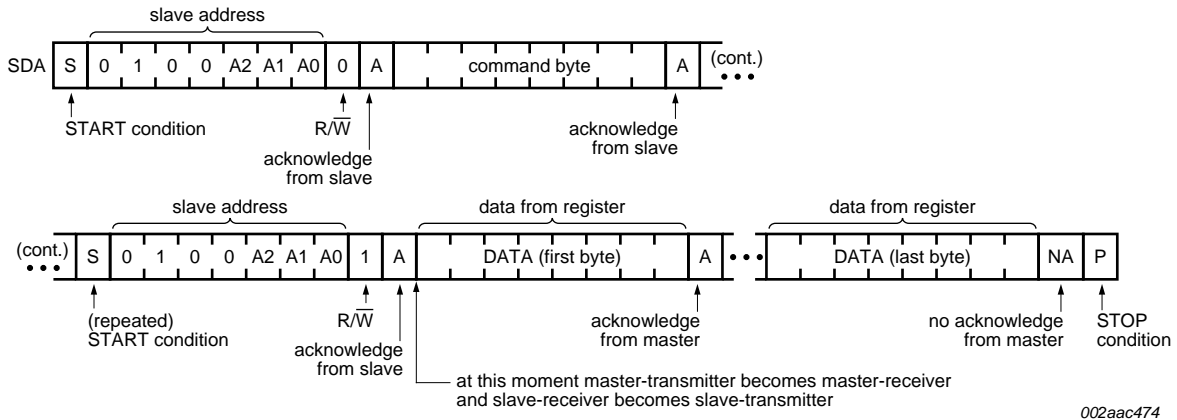 slave address
SDA S 0 1 0 0 A2 A1 A0 0 A command byte A (cont.)
START condition R/W̅ acknowledge from slave acknowledge from slave
slave address data from register data from register
(cont.) S 0 1 0 0 A2 A1 A0 1 A DATA (first byte) A DATA (last byte) NA P
(repeated) START condition R/W̅ acknowledge from slave acknowledge from master no acknowledge from master STOP condition
at this moment master-transmitter becomes master-receiver
and slave-receiver becomes slave-transmitter
002aac474